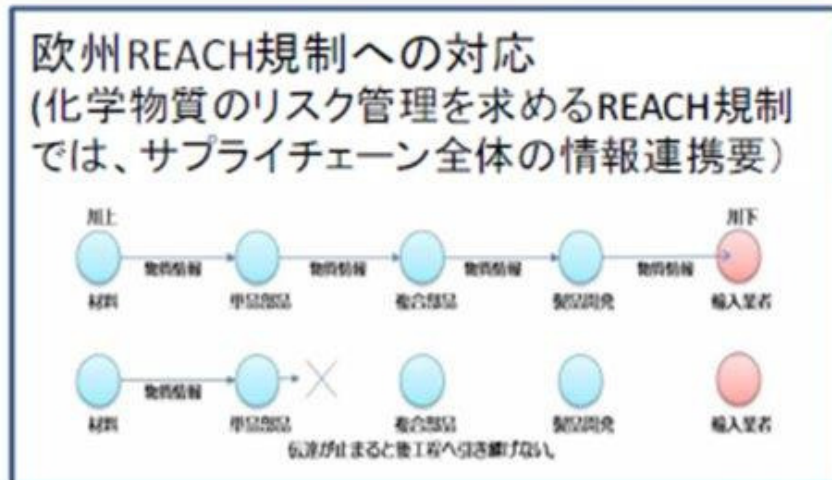 欧州REACH規制への対応
(化学物質のリスク管理を求めるREACH規制
では、サプライチェーン全体の情報連携要）
川上 川下
物質情報 物質情報 物質情報 物質情報
材料 単品部品 複合部品 製品開発 輸入業者
物質情報
材料 単品部品 複合部品 製品開発 輸入業者
伝達が止まると後工程へ引き継げない。